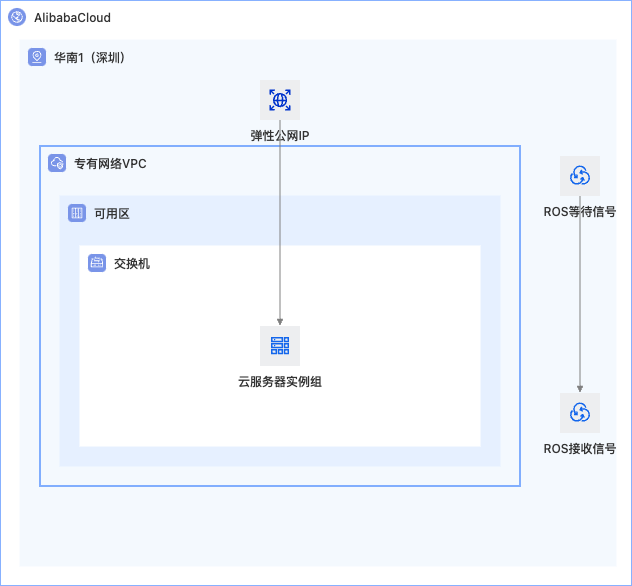 AlibabaCloud
华南1（深圳）
弹性公网IP
专有网络VPC
可用区
ROS等待信号
交换机
云服务器实例组
ROS接收信号